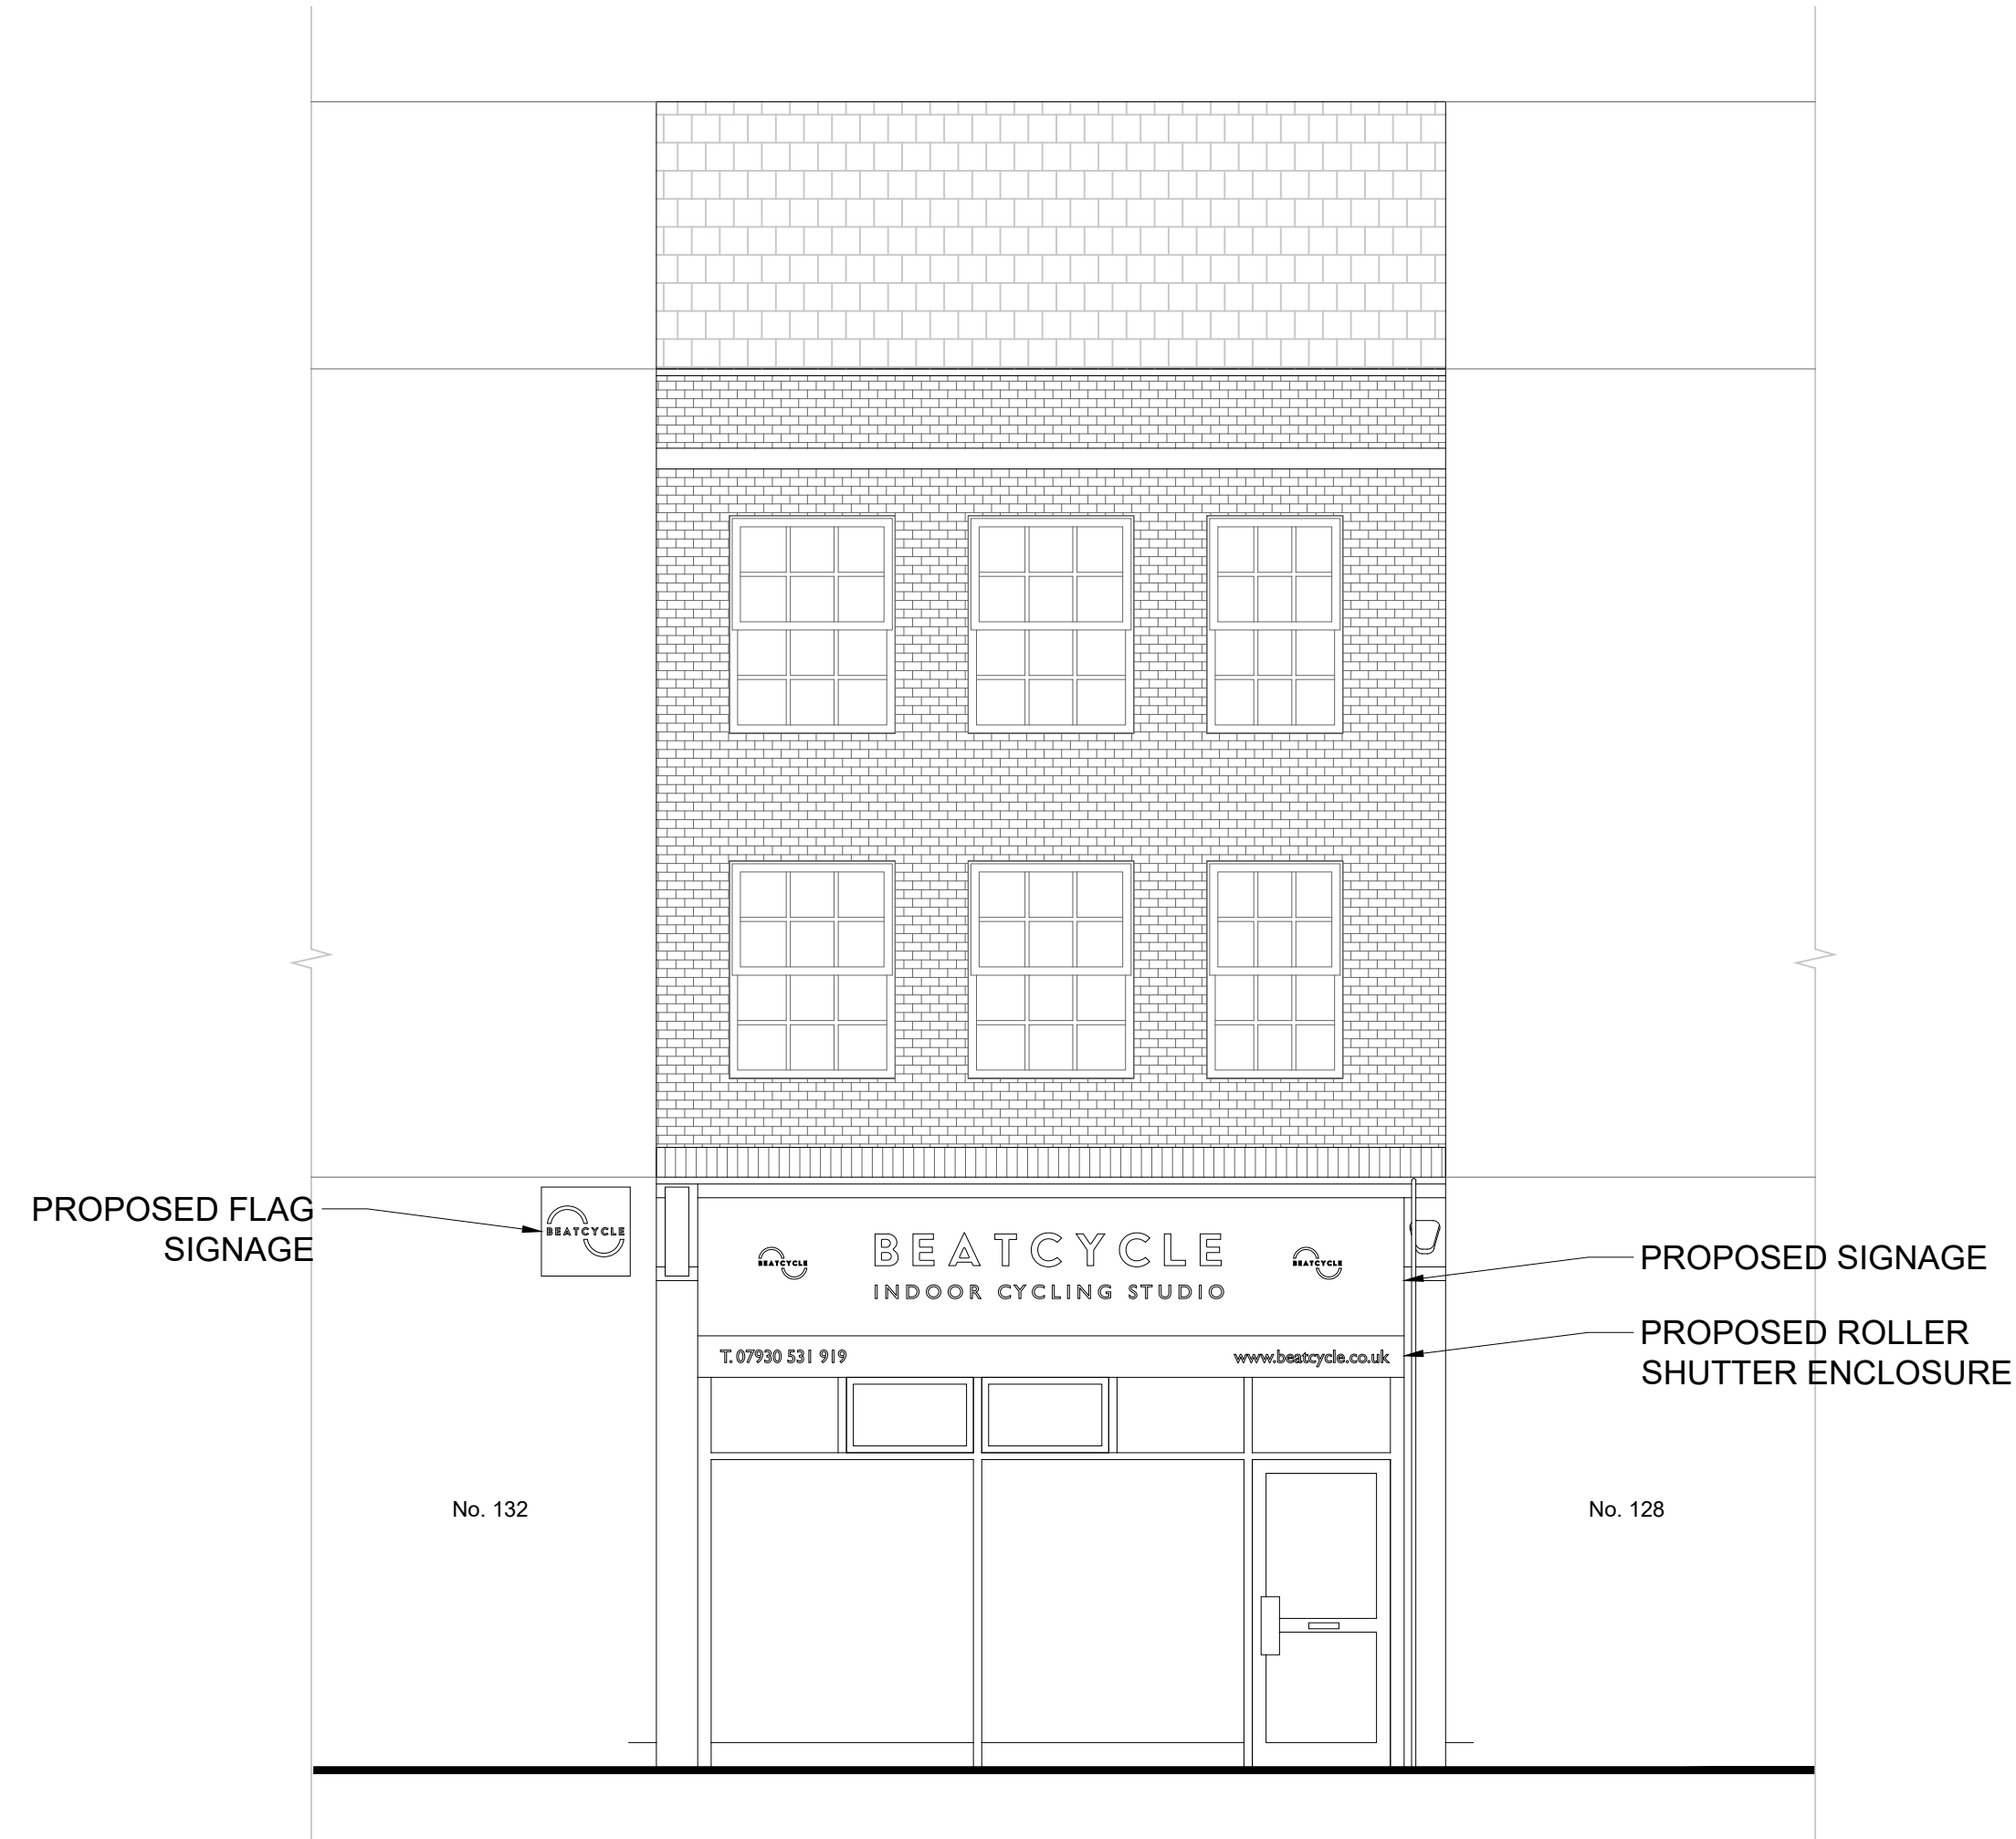 PROPOSED FLAG
SIGNAGE
BEATCYCLE
BEATCYCLE
BEATCYCLE
INDOOR CYCLING STUDIO
BEATCYCLE
PROPOSED SIGNAGE
PROPOSED ROLLER
SHUTTER ENCLOSURE
T. 07930 531 919
www.beatcycle.co.uk
No. 132
No. 128